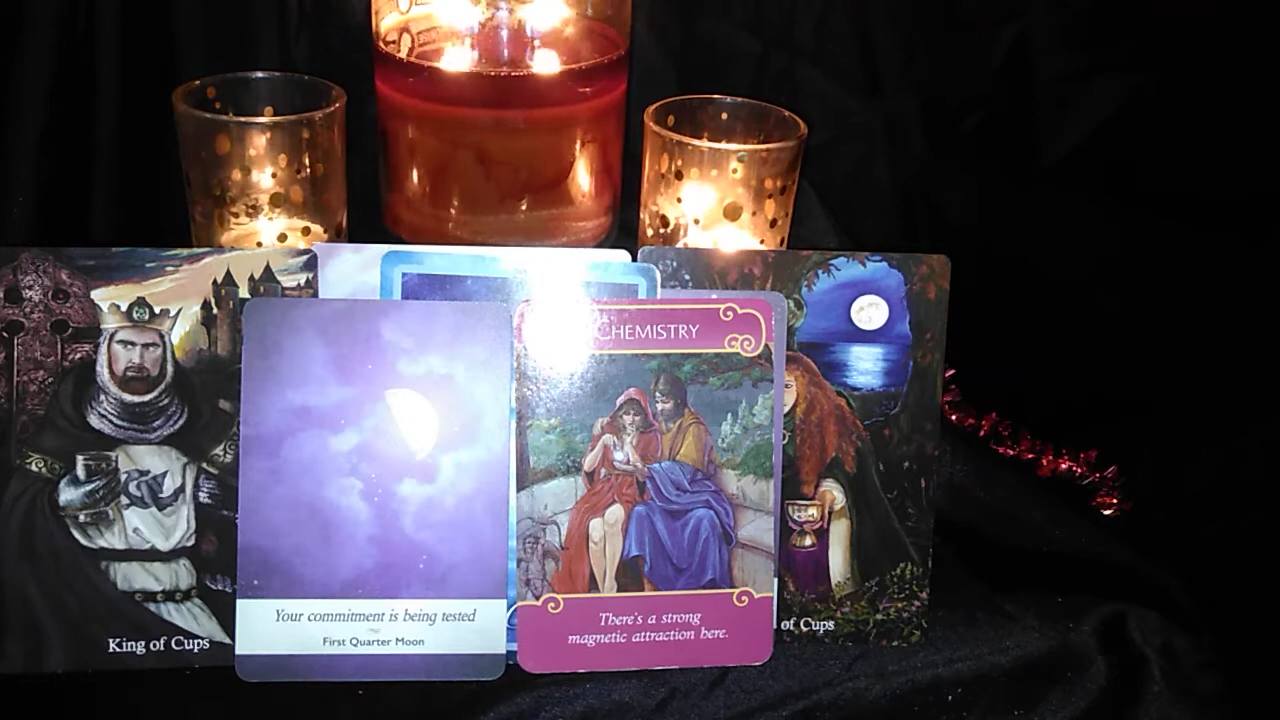 CHEMISTRY
Your commitment is being tested
First Quarter Moon
There's a strong
magnetic attraction here.
King of Cups
of Cups